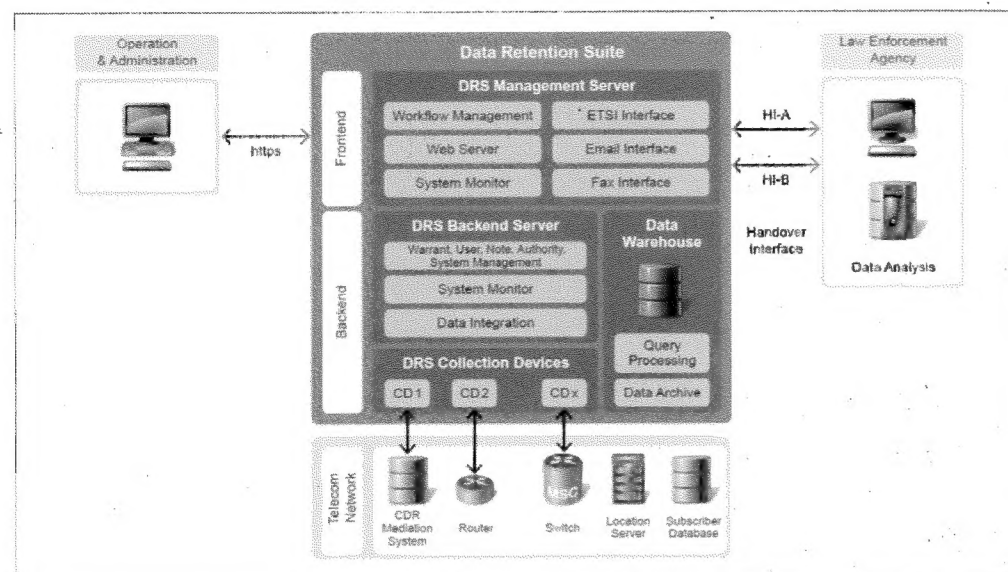 Operation
& Administration
https
Data Retention Suite
Frontend
DRS Management Server
Workflow Management
* ETSI Interface
Web Server
Email Interface
System Monitor
Fax Interface
HI-A
HI-B
Handover
Interface
Law Enforcement
Agency
Data Analysis
Backend
DRS Backend Server
Warrant, User, Note, Authority,
System Management
System Monitor
Data Integration
DRS Collection Devices
CD1
CD2
CDx
Data
Warehouse
Query
Processing
Data Archive
Telecom
Network
CDR
Mediation
System
Router
MSC
Switch
Location
Server
Subscriber
Database